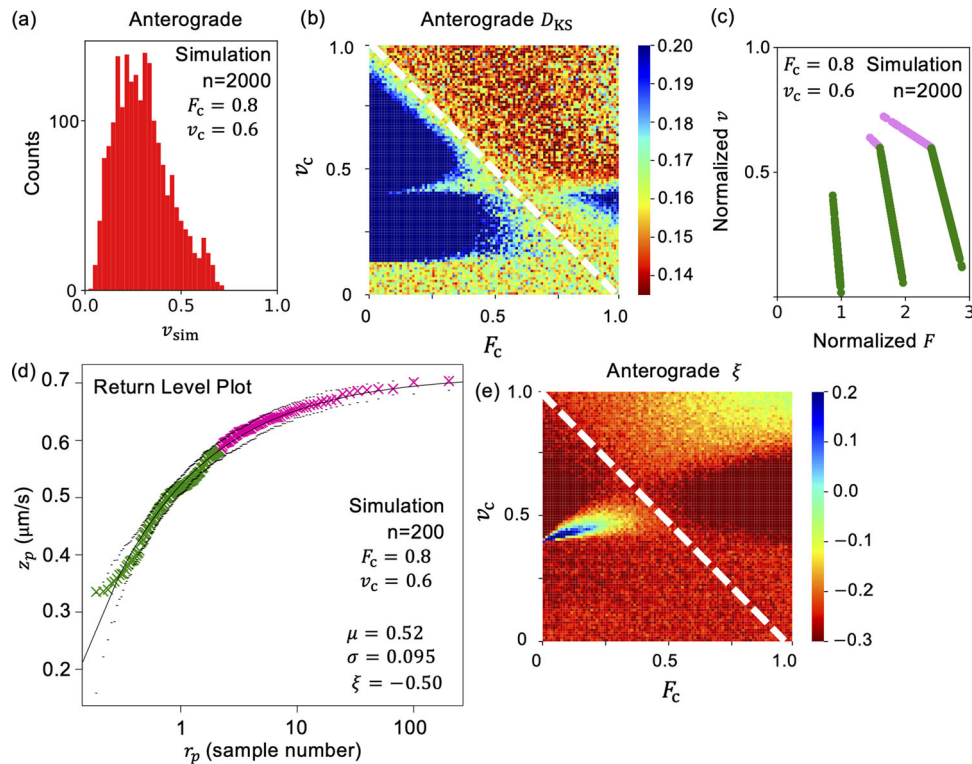 (a)
Anterograde
Simulation
n=2000
F_c = 0.8
v_c = 0.6
Counts
100
0
0.0
0.5
1.0
v_sim
(b)
Anterograde D_KS
1.0
0.5
0
0
0.5
1.0
v_c
F_c
0.20
0.19
0.18
0.17
0.16
0.15
0.14
(c)
F_c = 0.8
v_c = 0.6
Simulation
n=2000
1.0
0.5
0
0
1
2
3
Normalized v
Normalized F
(d)
Return Level Plot
0.7
0.6
0.5
0.4
0.3
0.2
z_p (μm/s)
Simulation
n=200
F_c = 0.8
v_c = 0.6
μ = 0.52
σ = 0.095
ξ = −0.50
1
10
100
r_p (sample number)
(e)
Anterograde ξ
1.0
0.5
0
0
0.5
1.0
v_c
F_c
0.2
0.1
0.0
−0.1
−0.2
−0.3